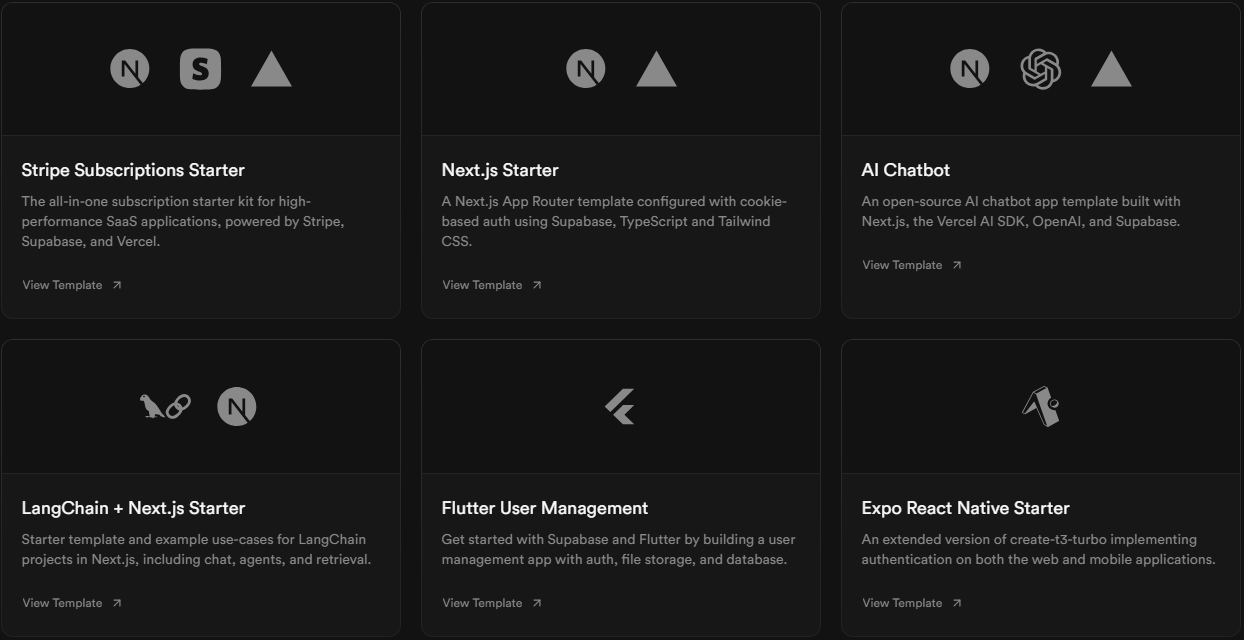 Stripe Subscriptions Starter
The all-in-one subscription starter kit for high-
performance SaaS applications, powered by Stripe,
Supabase, and Vercel.
View Template
Next.js Starter
A Next.js App Router template configured with cookie-
based auth using Supabase, TypeScript and Tailwind
CSS.
View Template
AI Chatbot
An open-source AI chatbot app template built with
Next.js, the Vercel AI SDK, OpenAI, and Supabase.
View Template
LangChain + Next.js Starter
Starter template and example use-cases for LangChain
projects in Next.js, including chat, agents, and retrieval.
View Template
Flutter User Management
Get started with Supabase and Flutter by building a user
management app with auth, file storage, and database.
View Template
Expo React Native Starter
An extended version of create-t3-turbo implementing
authentication on both the web and mobile applications.
View Template